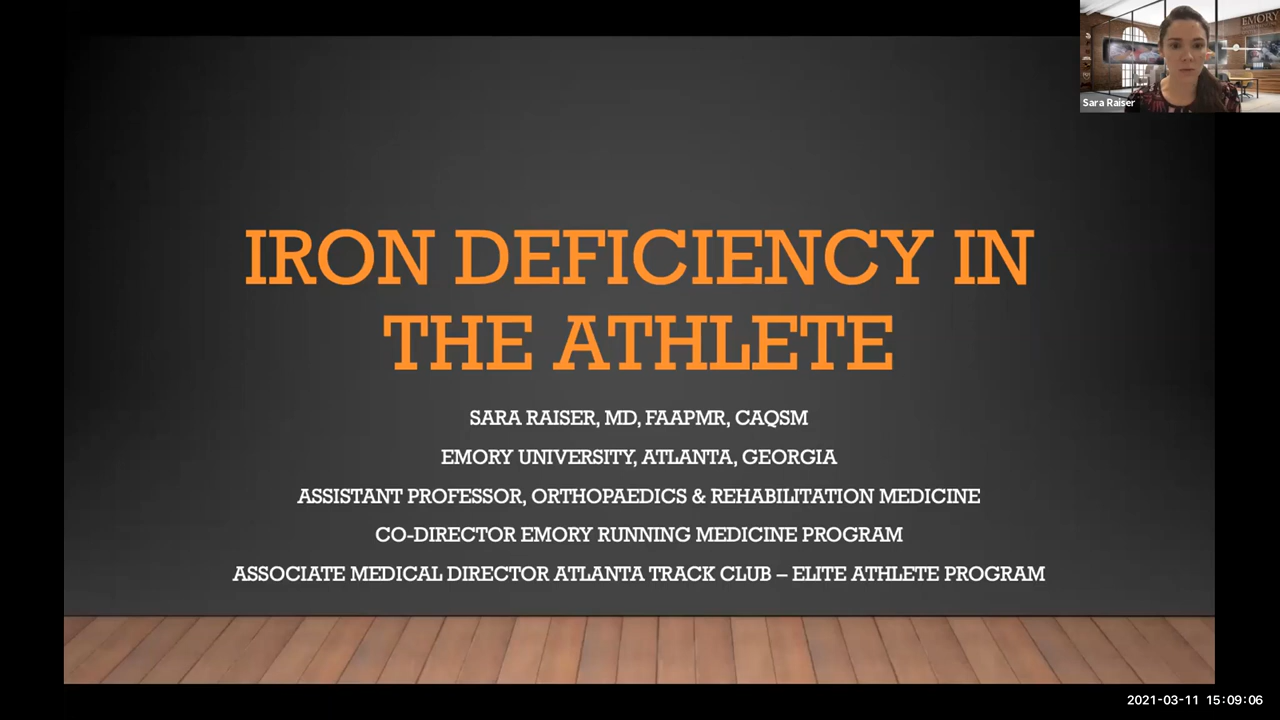 EMORY
Sara Raiser
IRON DEFICIENCY IN
THE ATHLETE
SARA RAISER, MD, FAAPMR, CAQSM
EMORY UNIVERSITY, ATLANTA, GEORGIA
ASSISTANT PROFESSOR, ORTHOPAEDICS & REHABILITATION MEDICINE
CO-DIRECTOR EMORY RUNNING MEDICINE PROGRAM
ASSOCIATE MEDICAL DIRECTOR ATLANTA TRACK CLUB – ELITE ATHLETE PROGRAM
2021-03-11 15:09:06